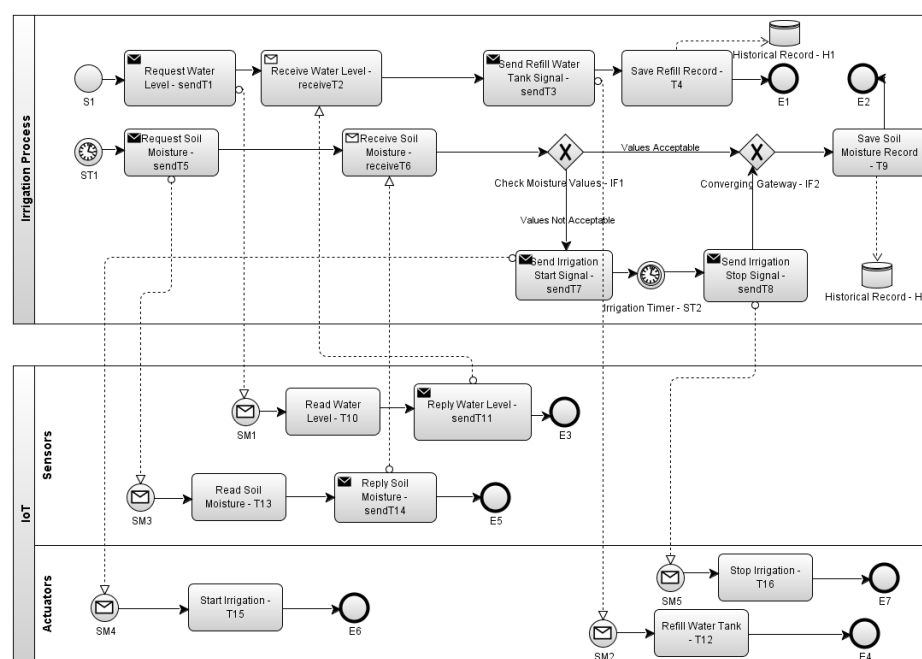 Irrigation Process
S1
Request Water
Level - sendT1
Receive Water Level -
receiveT2
Send Refill Water
Tank Signal -
sendT3
Save Refill Record -
T4
Historical Record - H1
E1
E2
ST1
Request Soil
Moisture -
sendT5
Receive Soil
Moisture -
receiveT6
Check Moisture Values - IF1
Values Acceptable
Converging Gateway - IF2
Save Soil
Moisture Record
- T9
Values Not Acceptable
Send Irrigation
Start Signal -
sendT7
Irrigation Timer - ST2
Send Irrigation
Stop Signal -
sendT8
Historical Record - H
IoT
Sensors
SM1
Read Water
Level - T10
Reply Water Level -
sendT11
E3
SM3
Read Soil
Moisture - T13
Reply Soil
Moisture -
sendT14
E5
Actuators
SM4
Start Irrigation -
T15
E6
SM5
Stop Irrigation -
T16
E7
SM2
Refill Water Tank
- T12
E4